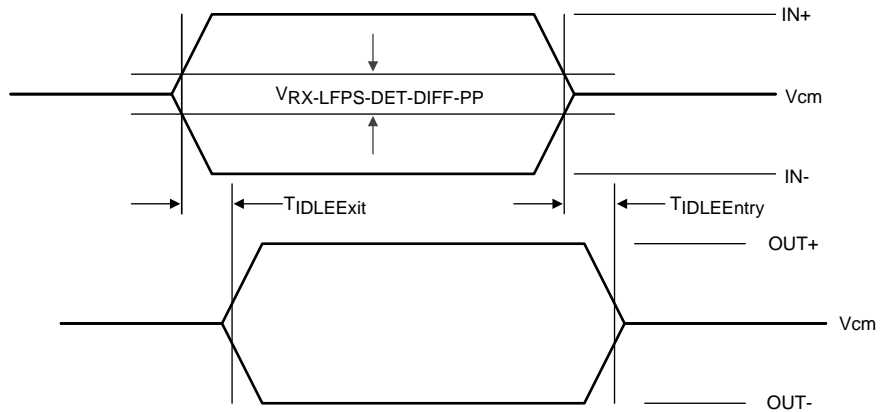 IN+
VRX-LFPS-DET-DIFF-PP
Vcm
IN-
TIDLEExit
TIDLEEntry
OUT+
Vcm
OUT-